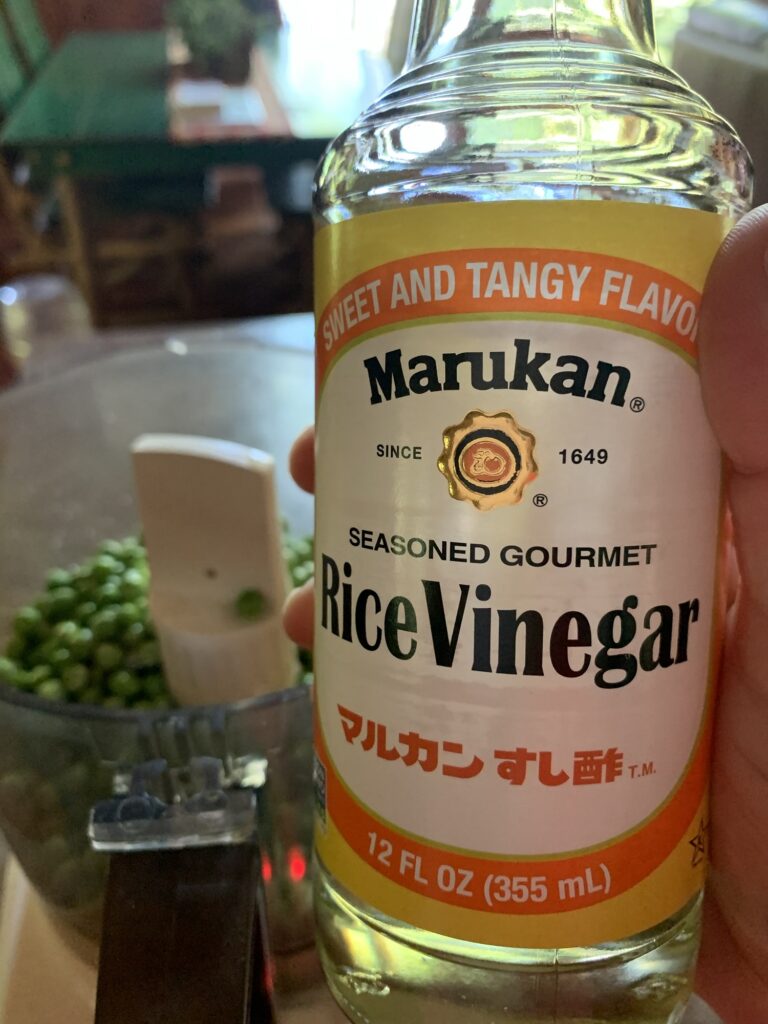 SWEET AND TANGY FLAVO
Marukan®
SINCE 1649
®
SEASONED GOURMET
Rice Vinegar
マルカン すし酢 T.M.
12 FL OZ (355 mL)